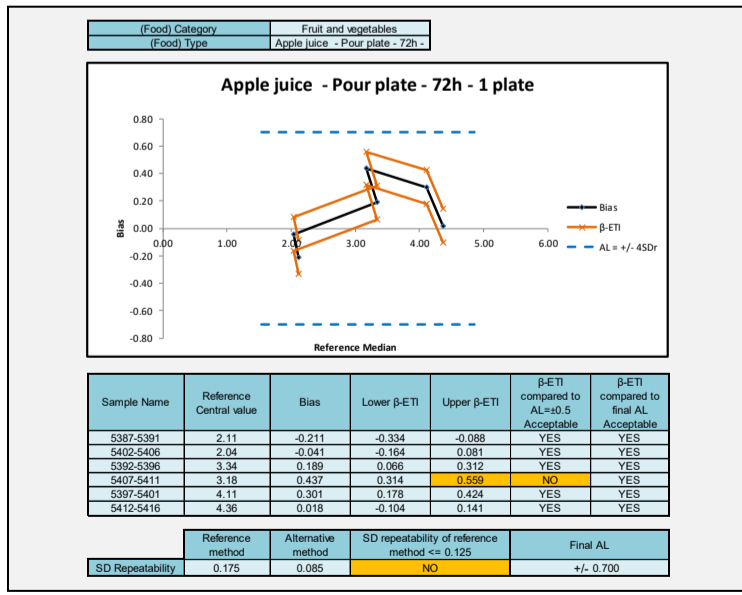 (Food) Category Fruit and vegetables
(Food) Type Apple juice - Pour plate - 72h -
Apple juice - Pour plate - 72h - 1 plate
0.80
0.60
0.40
0.20
0.00
-0.20
-0.40
-0.60
-0.80
0.00 1.00 2.00 3.00 4.00 5.00 6.00
Bias
Reference Median
Bias
β-ETI
AL = +/- 4SDr
Sample Name Reference Central value Bias Lower β-ETI Upper β-ETI β-ETI compared to AL=±0.5 Acceptable β-ETI compared to final AL Acceptable
5387-5391 2.11 -0.211 -0.334 -0.088 YES YES
5402-5406 2.04 -0.041 -0.164 0.081 YES YES
5392-5396 3.34 0.189 0.066 0.312 YES YES
5407-5411 3.18 0.437 0.314 0.559 NO YES
5397-5401 4.11 0.301 0.178 0.424 YES YES
5412-5416 4.36 0.018 -0.104 0.141 YES YES
Reference method Alternative method SD repeatability of reference method <= 0.125 Final AL
SD Repeatability 0.175 0.085 NO +/- 0.700